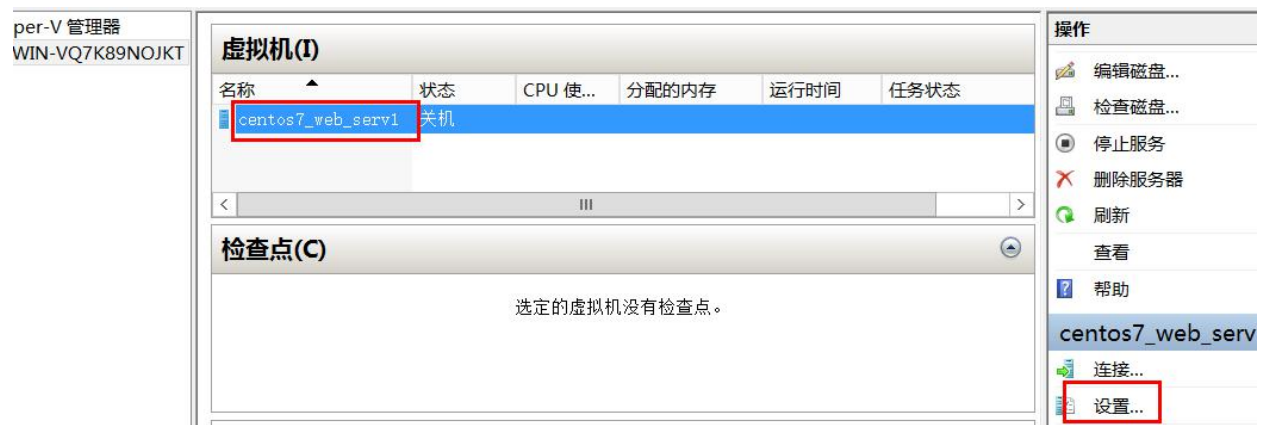 per-V 管理器
WIN-VQ7K89NOJKT
虚拟机(I)
名称 状态 CPU 使... 分配的内存 运行时间 任务状态
centos7_web_serv1 关机
检查点(C)
选定的虚拟机没有检查点。
操作
编辑磁盘...
检查磁盘...
停止服务
删除服务器
刷新
查看
帮助
centos7_web_serv
连接...
设置...